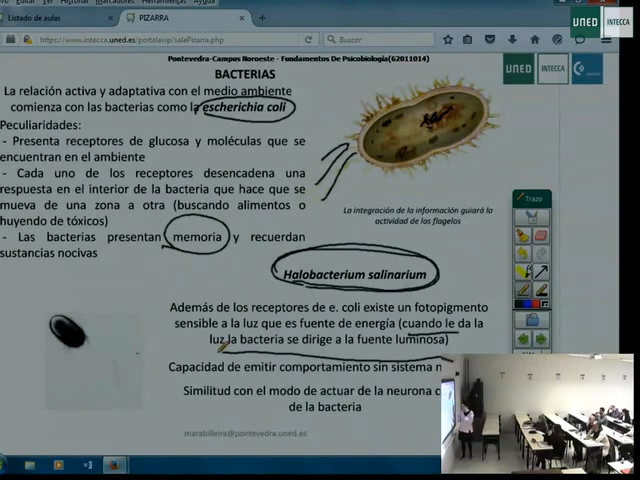 Ver Historial Marcadores Herramientas Ayuda
Listado de aulas
PIZARRA
https://www.intecca.uned.es/portalavip/salaPizarra.php
Buscar
UNED INTECCA
Pontevedra-Campus Noroeste - Fundamentos De Psicobiología(62011014)
BACTERIAS
UNED INTECCA
La relación activa y adaptativa con el medio ambiente
comienza con las bacterias como la escherichia coli
Peculiaridades:
- Presenta receptores de glucosa y moléculas que se
encuentran en el ambiente
- Cada uno de los receptores desencadena una
respuesta en el interior de la bacteria que hace que se
mueva de una zona a otra (buscando alimentos o
huyendo de tóxicos)
- Las bacterias presentan memoria y recuerdan
sustancias nocivas
La integración de la información guiará la
actividad de los flagelos
Trazo
Halobacterium salinarium
Además de los receptores de e. coli existe un fotopigmento
sensible a la luz que es fuente de energía (cuando le da la
luz la bacteria se dirige a la fuente luminosa)
Capacidad de emitir comportamiento sin sistema
Similitud con el modo de actuar de la neurona
de la bacteria
marabilleira@pontevedra.uned.es